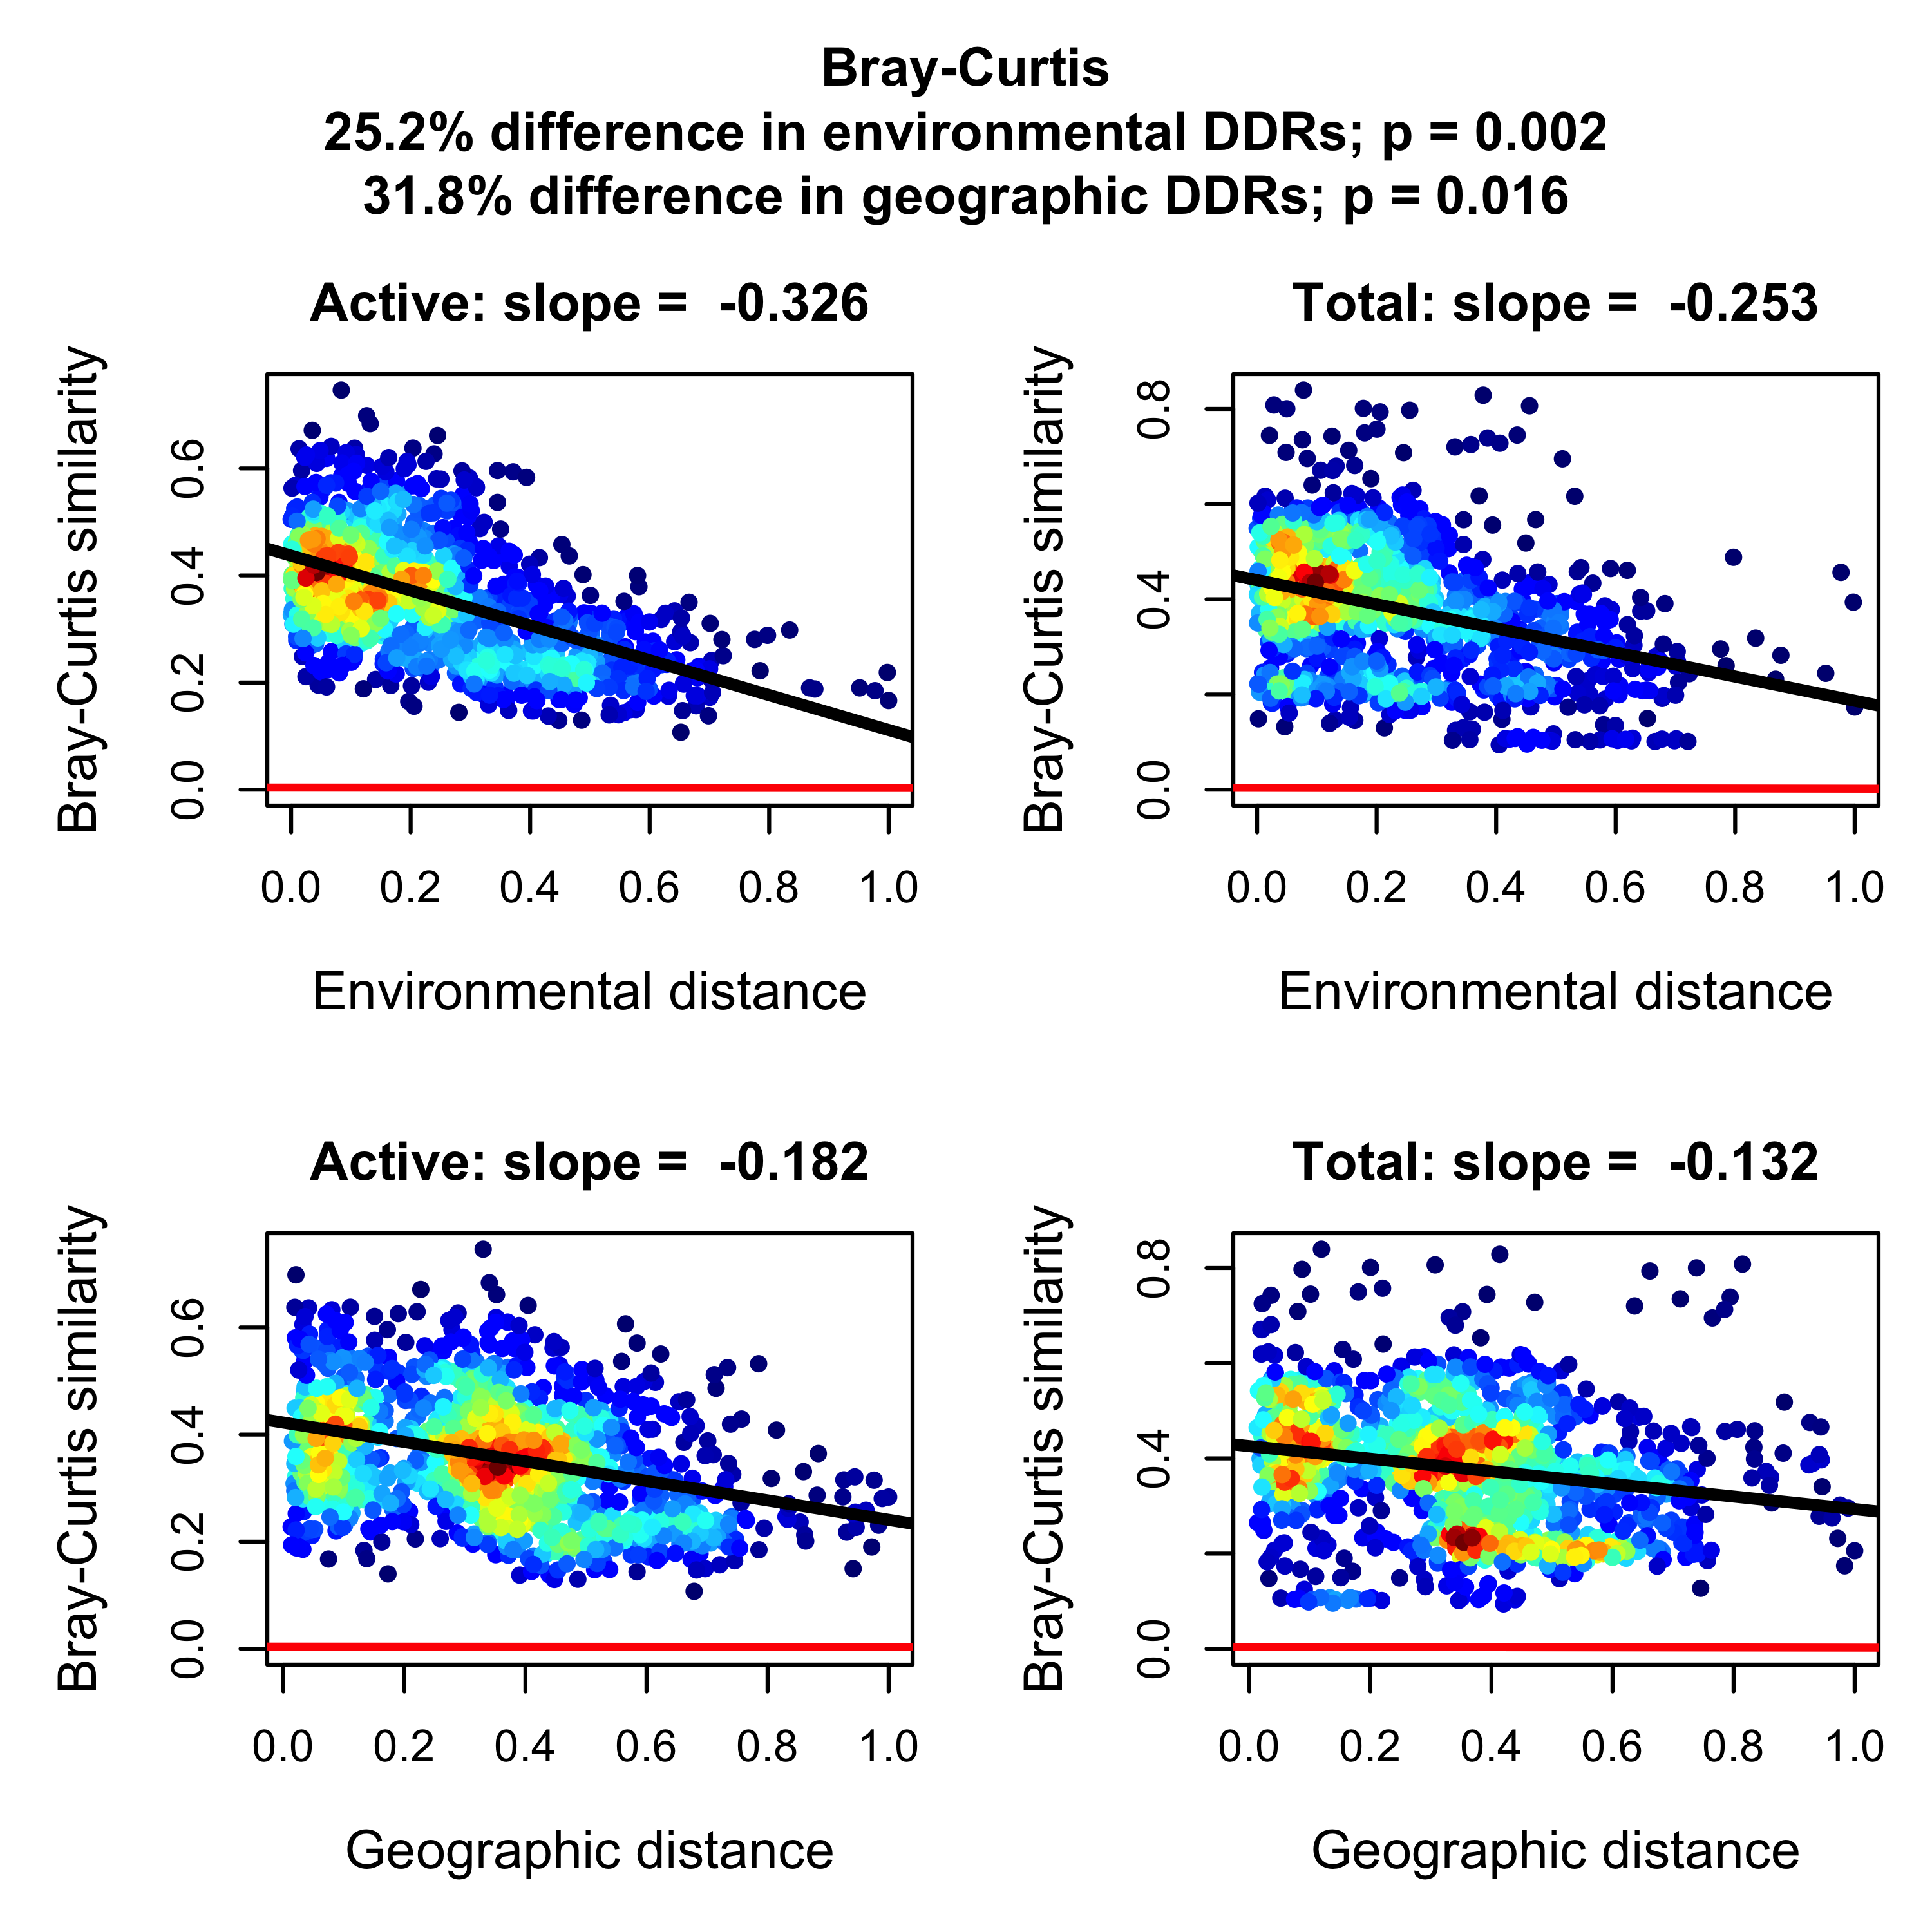 Bray-Curtis
25.2% difference in environmental DDRs; p = 0.002
31.8% difference in geographic DDRs; p = 0.016
Active: slope = -0.326
Bray-Curtis similarity
0.6
0.4
0.2
0.0
0.0 0.2 0.4 0.6 0.8 1.0
Environmental distance
Total: slope = -0.253
Bray-Curtis similarity
0.8
0.4
0.0
0.0 0.2 0.4 0.6 0.8 1.0
Environmental distance
Active: slope = -0.182
Bray-Curtis similarity
0.6
0.4
0.2
0.0
0.0 0.2 0.4 0.6 0.8 1.0
Geographic distance
Total: slope = -0.132
Bray-Curtis similarity
0.8
0.4
0.0
0.0 0.2 0.4 0.6 0.8 1.0
Geographic distance